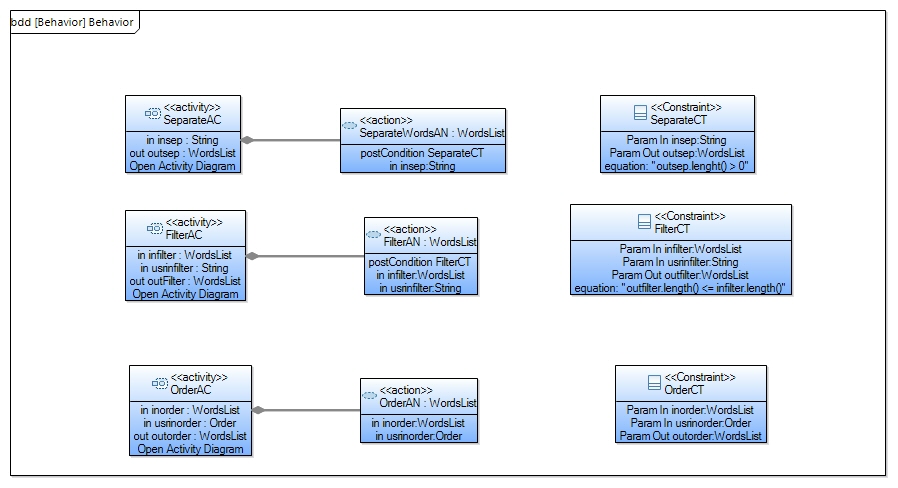 bdd [Behavior] Behavior
<<activity>>
SeparateAC
in insep : String
out outsep : WordsList
Open Activity Diagram
<<action>>
SeparateWordsAN : WordsList
postCondition SeparateCT
in insep:String
<<Constraint>>
SeparateCT
Param In insep:String
Param Out outsep:WordsList
equation: "outsep.lenght() > 0"
<<activity>>
FilterAC
in infilter : WordsList
in usrinfilter : String
out outFilter : WordsList
Open Activity Diagram
<<action>>
FilterAN : WordsList
postCondition FilterCT
in infilter:WordsList
in usrinfilter:String
<<Constraint>>
FilterCT
Param In infilter:WordsList
Param In usrinfilter:String
Param Out outfilter:WordsList
equation: "outfilter.length() <= infilter.length()"
<<activity>>
OrderAC
in inorder : WordsList
in usrinorder : Order
out outorder : WordsList
Open Activity Diagram
<<action>>
OrderAN : WordsList
in inorder:WordsList
in usrinorder:Order
<<Constraint>>
OrderCT
Param In inorder:WordsList
Param In usrinorder:Order
Param Out outorder:WordsList